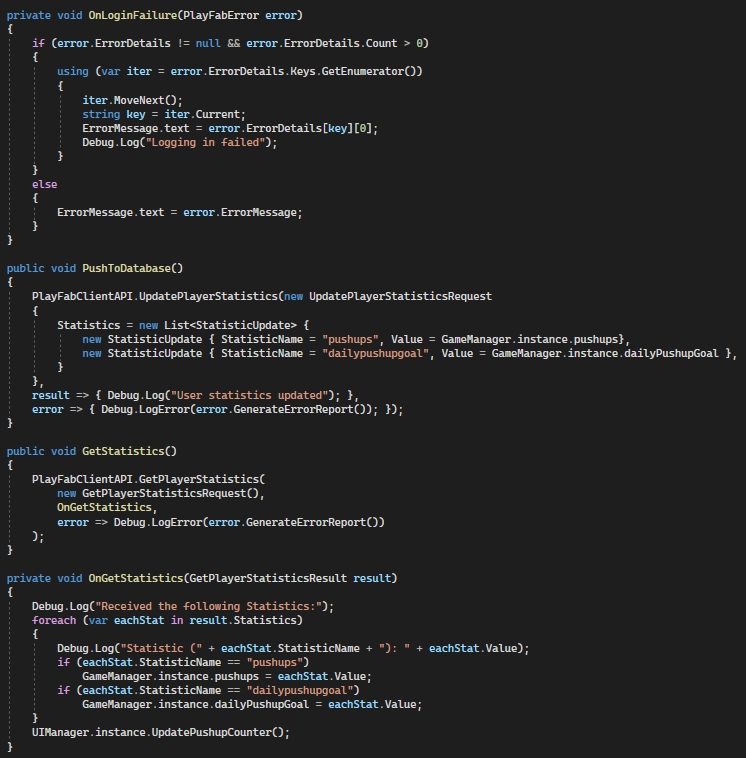 private void OnLoginFailure(PlayFabError error)
{
    if (error.ErrorDetails != null && error.ErrorDetails.Count > 0)
    {
        using (var iter = error.ErrorDetails.Keys.GetEnumerator())
        {
            iter.MoveNext();
            string key = iter.Current;
            ErrorMessage.text = error.ErrorDetails[key][0];
            Debug.Log("Logging in failed");
        }
    }
    else
    {
        ErrorMessage.text = error.ErrorMessage;
    }
}

public void PushToDatabase()
{
    PlayFabClientAPI.UpdatePlayerStatistics(new UpdatePlayerStatisticsRequest
    {
        Statistics = new List<StatisticUpdate> {
            new StatisticUpdate { StatisticName = "pushups", Value = GameManager.instance.pushups},
            new StatisticUpdate { StatisticName = "dailypushupgoal", Value = GameManager.instance.dailyPushupGoal },
        }
    },
    result => { Debug.Log("User statistics updated"); },
    error => { Debug.LogError(error.GenerateErrorReport()); });
}

public void GetStatistics()
{
    PlayFabClientAPI.GetPlayerStatistics(
        new GetPlayerStatisticsRequest(),
        OnGetStatistics,
        error => Debug.LogError(error.GenerateErrorReport())
    );
}

private void OnGetStatistics(GetPlayerStatisticsResult result)
{
    Debug.Log("Received the following Statistics:");
    foreach (var eachStat in result.Statistics)
    {
        Debug.Log("Statistic (" + eachStat.StatisticName + "): " + eachStat.Value);
        if (eachStat.StatisticName == "pushups")
            GameManager.instance.pushups = eachStat.Value;
        if (eachStat.StatisticName == "dailypushupgoal")
            GameManager.instance.dailyPushupGoal = eachStat.Value;
    }
    UIManager.instance.UpdatePushupCounter();
}